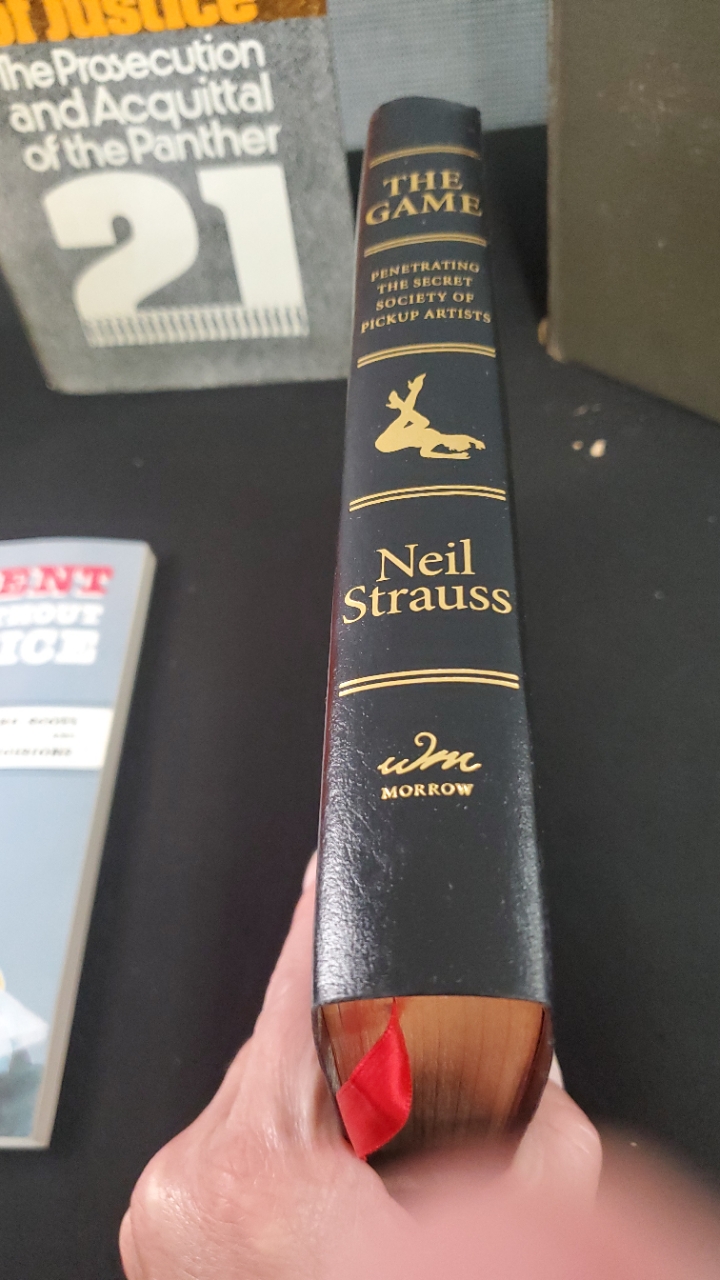 of Justice
The Prosecution
and Acquittal
of the Panther
21
THE
GAME
PENETRATING
THE SECRET
SOCIETY OF
PICKUP ARTISTS
Neil
Strauss
Wm
MORROW
ENT
HOUT
ICE